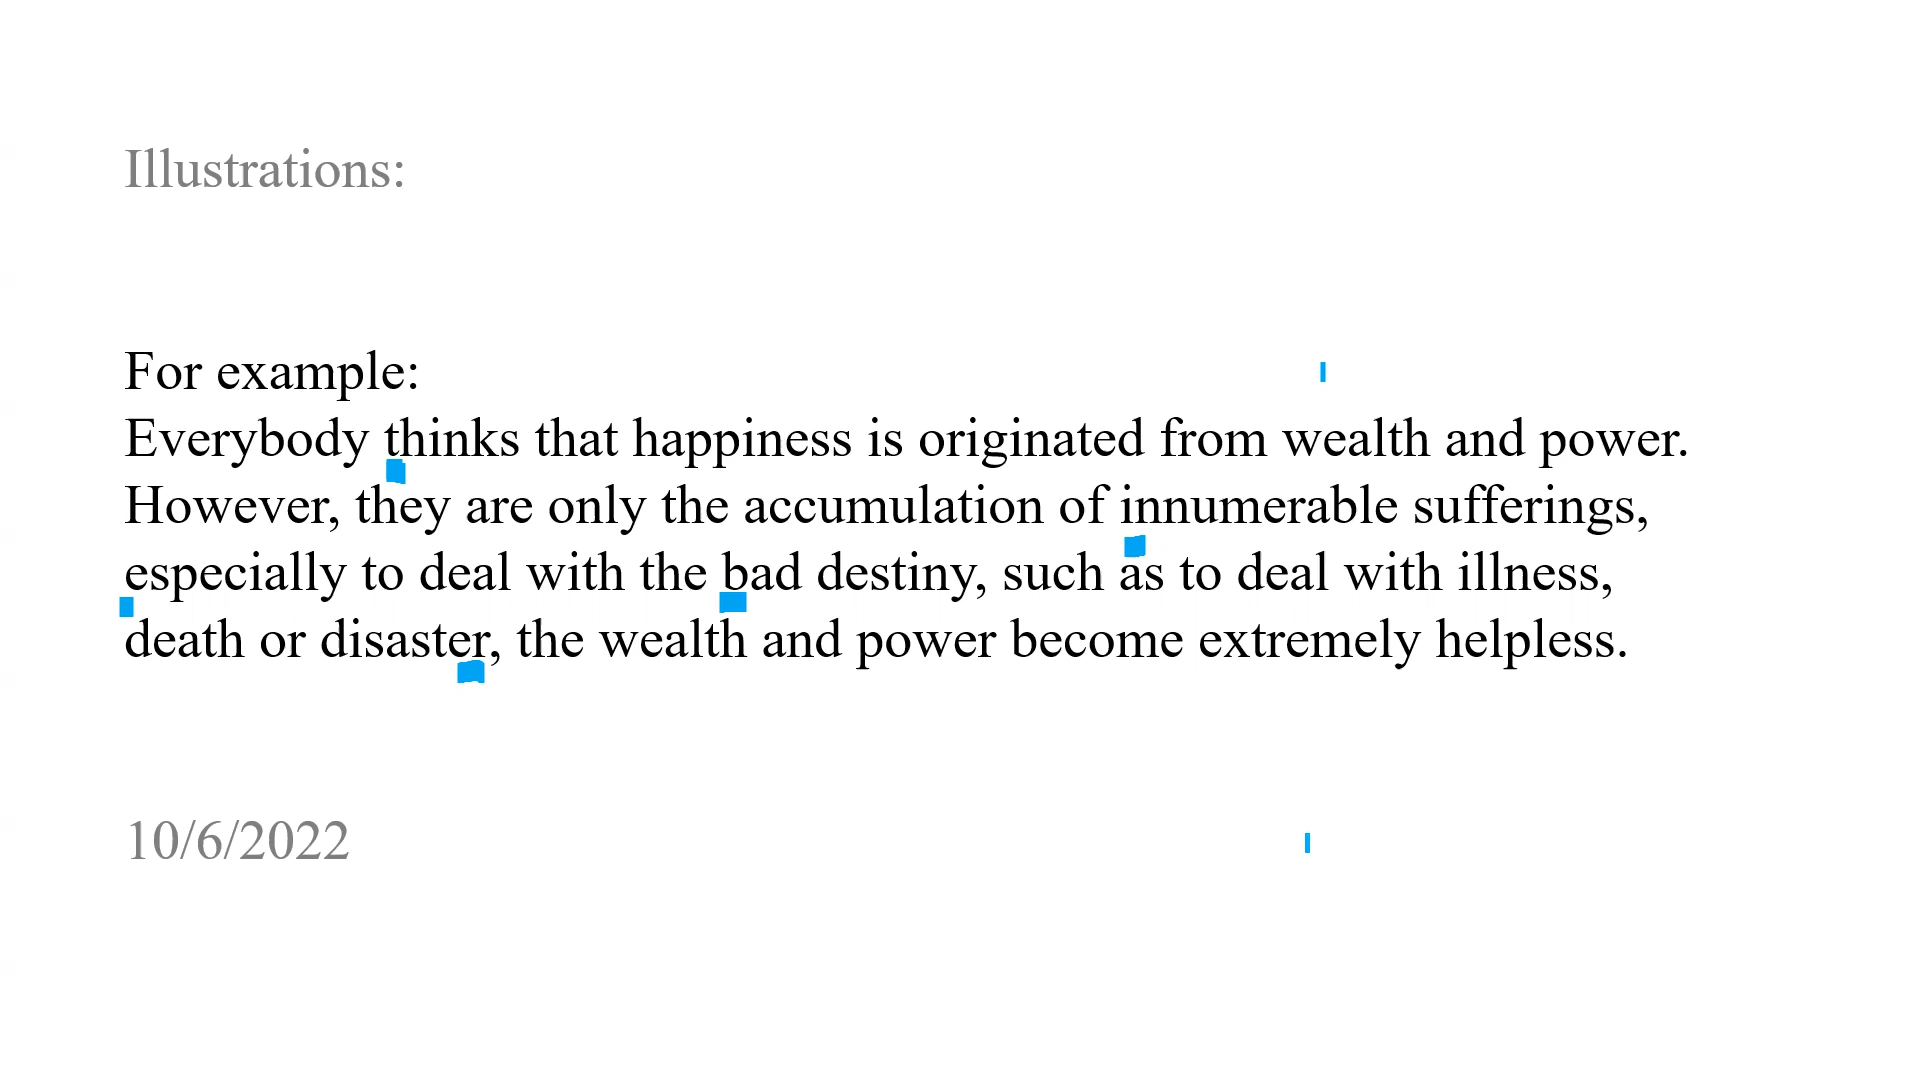 Illustrations:
For example:
Everybody thinks that happiness is originated from wealth and power.
However, they are only the accumulation of innumerable sufferings,
especially to deal with the bad destiny, such as to deal with illness,
death or disaster, the wealth and power become extremely helpless.
10/6/2022